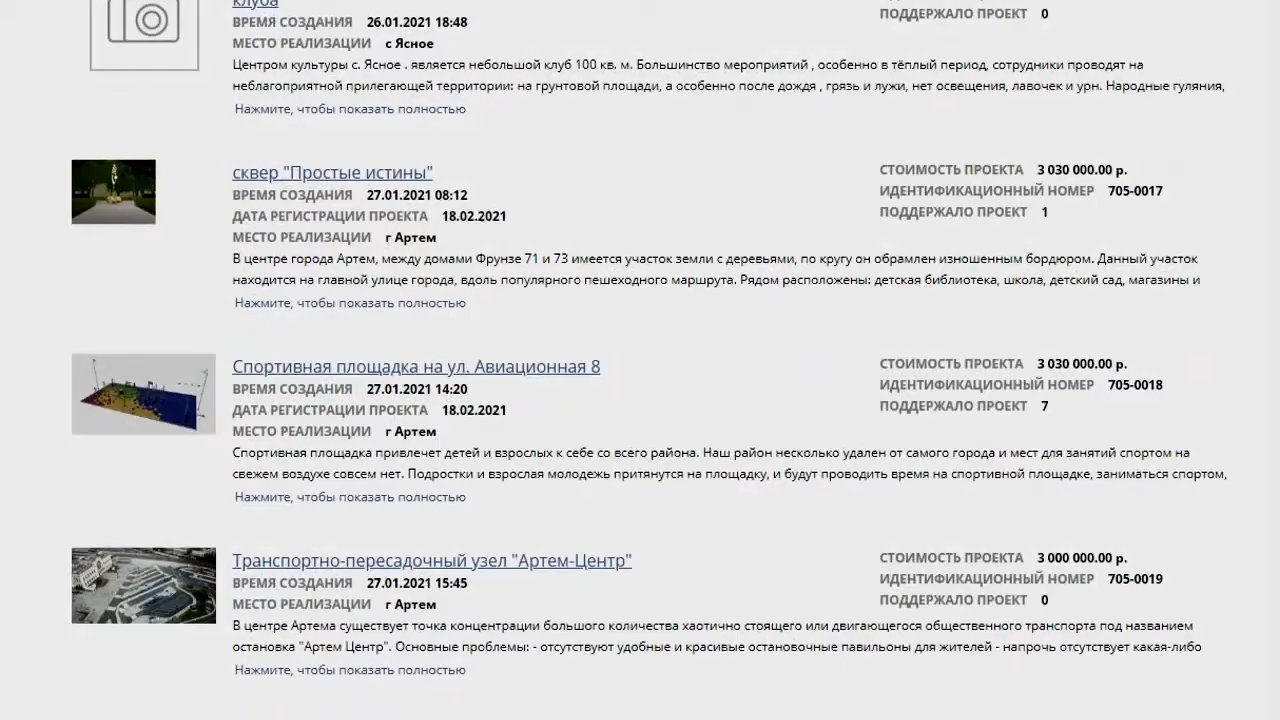 клуба
ВРЕМЯ СОЗДАНИЯ 26.01.2021 18:48
ПОДДЕРЖАЛО ПРОЕКТ 0
МЕСТО РЕАЛИЗАЦИИ с Ясное
Центром культуры с. Ясное . является небольшой клуб 100 кв. м. Большинство мероприятий , особенно в тёплый период, сотрудники проводят на
неблагоприятной прилегающей территории: на грунтовой площади, а особенно после дождя , грязь и лужи, нет освещения, лавочек и урн. Народные гуляния,
Нажмите, чтобы показать полностью
сквер "Простые истины"
ВРЕМЯ СОЗДАНИЯ 27.01.2021 08:12
ДАТА РЕГИСТРАЦИИ ПРОЕКТА 18.02.2021
МЕСТО РЕАЛИЗАЦИИ г Артем
СТОИМОСТЬ ПРОЕКТА 3 030 000.00 р.
ИДЕНТИФИКАЦИОННЫЙ НОМЕР 705-0017
ПОДДЕРЖАЛО ПРОЕКТ 1
В центре города Артем, между домами Фрунзе 71 и 73 имеется участок земли с деревьями, по кругу он обрамлен изношенным бордюром. Данный участок
находится на главной улице города, вдоль популярного пешеходного маршрута. Рядом расположены: детская библиотека, школа, детский сад, магазины и
Нажмите, чтобы показать полностью
Спортивная площадка на ул. Авиационная 8
ВРЕМЯ СОЗДАНИЯ 27.01.2021 14:20
ДАТА РЕГИСТРАЦИИ ПРОЕКТА 18.02.2021
МЕСТО РЕАЛИЗАЦИИ г Артем
СТОИМОСТЬ ПРОЕКТА 3 030 000.00 р.
ИДЕНТИФИКАЦИОННЫЙ НОМЕР 705-0018
ПОДДЕРЖАЛО ПРОЕКТ 7
Спортивная площадка привлечет детей и взрослых к себе со всего района. Наш район несколько удален от самого города и мест для занятий спортом на
свежем воздухе совсем нет. Подростки и взрослая молодежь притянутся на площадку, и будут проводить время на спортивной площадке, заниматься спортом,
Нажмите, чтобы показать полностью
Транспортно-пересадочный узел "Артем-Центр"
ВРЕМЯ СОЗДАНИЯ 27.01.2021 15:45
МЕСТО РЕАЛИЗАЦИИ г Артем
СТОИМОСТЬ ПРОЕКТА 3 000 000.00 р.
ИДЕНТИФИКАЦИОННЫЙ НОМЕР 705-0019
ПОДДЕРЖАЛО ПРОЕКТ 0
В центре Артема существует точка концентрации большого количества хаотично стоящего или двигающегося общественного транспорта под названием
остановка "Артем Центр". Основные проблемы: - отсутствуют удобные и красивые остановочные павильоны для жителей - напрочь отсутствует какая-либо
Нажмите, чтобы показать полностью